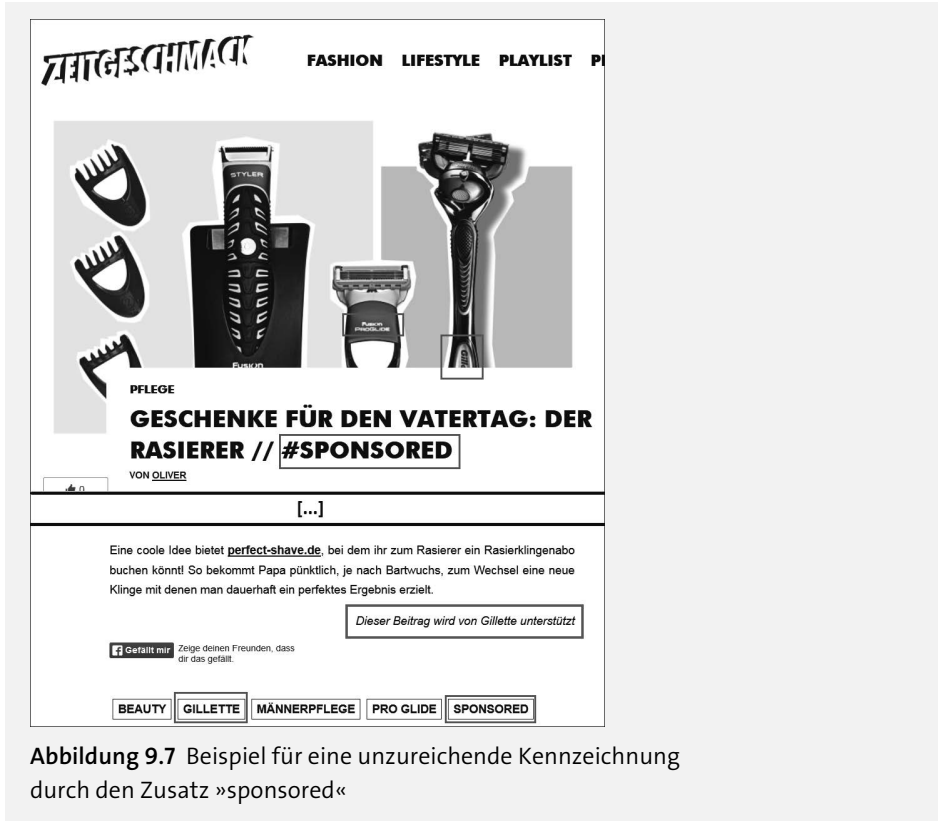 ZEITGESCHMACK
FASHION LIFESTYLE PLAYLIST
STYLER
FUSION
FUSION
PROGLIDE
PFLEGE
GESCHENKE FÜR DEN VATERTAG: DER
RASIERER // #SPONSORED
VON OLIVER
0
[...]
Eine coole Idee bietet perfect-shave.de, bei dem ihr zum Rasierer ein Rasierklingenabo
buchen könnt! So bekommt Papa pünktlich, je nach Bartwuchs, zum Wechsel eine neue
Klinge mit denen man dauerhaft ein perfektes Ergebnis erzielt.
Dieser Beitrag wird von Gillette unterstützt
Gefällt mir Zeige deinen Freunden, dass
dir das gefällt.
BEAUTY GILLETTE MÄNNERPFLEGE PRO GLIDE SPONSORED
Abbildung 9.7 Beispiel für eine unzureichende Kennzeichnung
durch den Zusatz »sponsored«